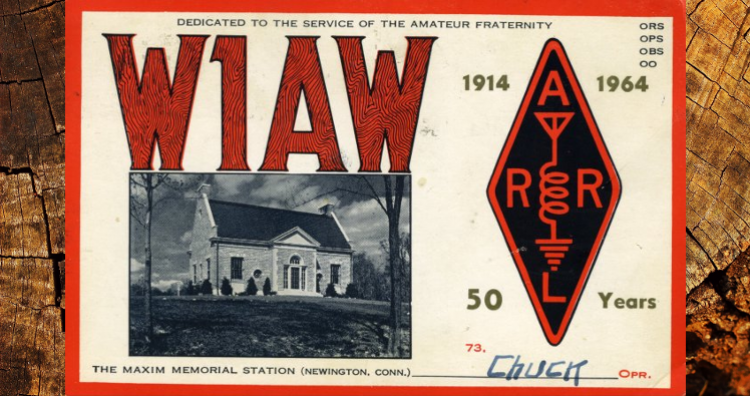 DEDICATED TO THE SERVICE OF THE AMATEUR FRATERNITY
ORS
OPS
OBS
OO
W1AW
1914
1964
A
R R
L
50
Years
73,
Chuck
OPR.
THE MAXIM MEMORIAL STATION (NEWINGTON, CONN.)